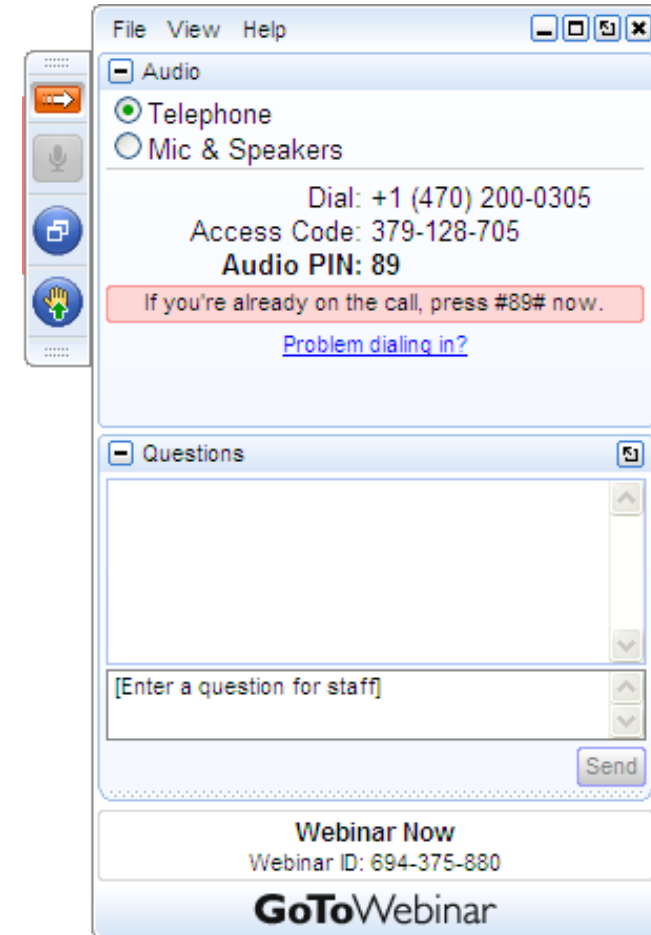 File View Help
Audio
Telephone
Mic & Speakers
Dial: +1 (470) 200-0305
Access Code: 379-128-705
Audio PIN: 89
If you're already on the call, press #89# now.
Problem dialing in?
Questions
[Enter a question for staff]
Send
Webinar Now
Webinar ID: 694-375-880
GoToWebinar